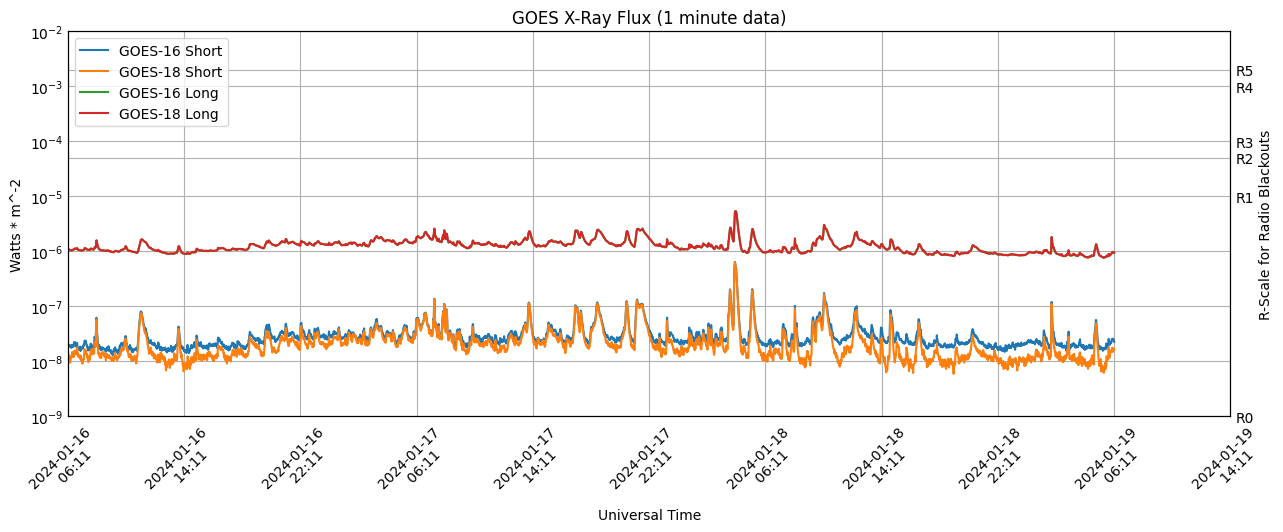 GOES X-Ray Flux (1 minute data)
GOES-16 Short
GOES-18 Short
GOES-16 Long
GOES-18 Long
Watts * m^-2
10⁻²
10⁻³
10⁻⁴
10⁻⁵
10⁻⁶
10⁻⁷
10⁻⁸
10⁻⁹
R5
R4
R3
R2
R1
R0
R-Scale for Radio Blackouts
2024-01-16
06:11
2024-01-16
14:11
2024-01-16
22:11
2024-01-17
06:11
2024-01-17
14:11
2024-01-17
22:11
2024-01-18
06:11
2024-01-18
14:11
2024-01-18
22:11
2024-01-19
06:11
2024-01-19
14:11
Universal Time